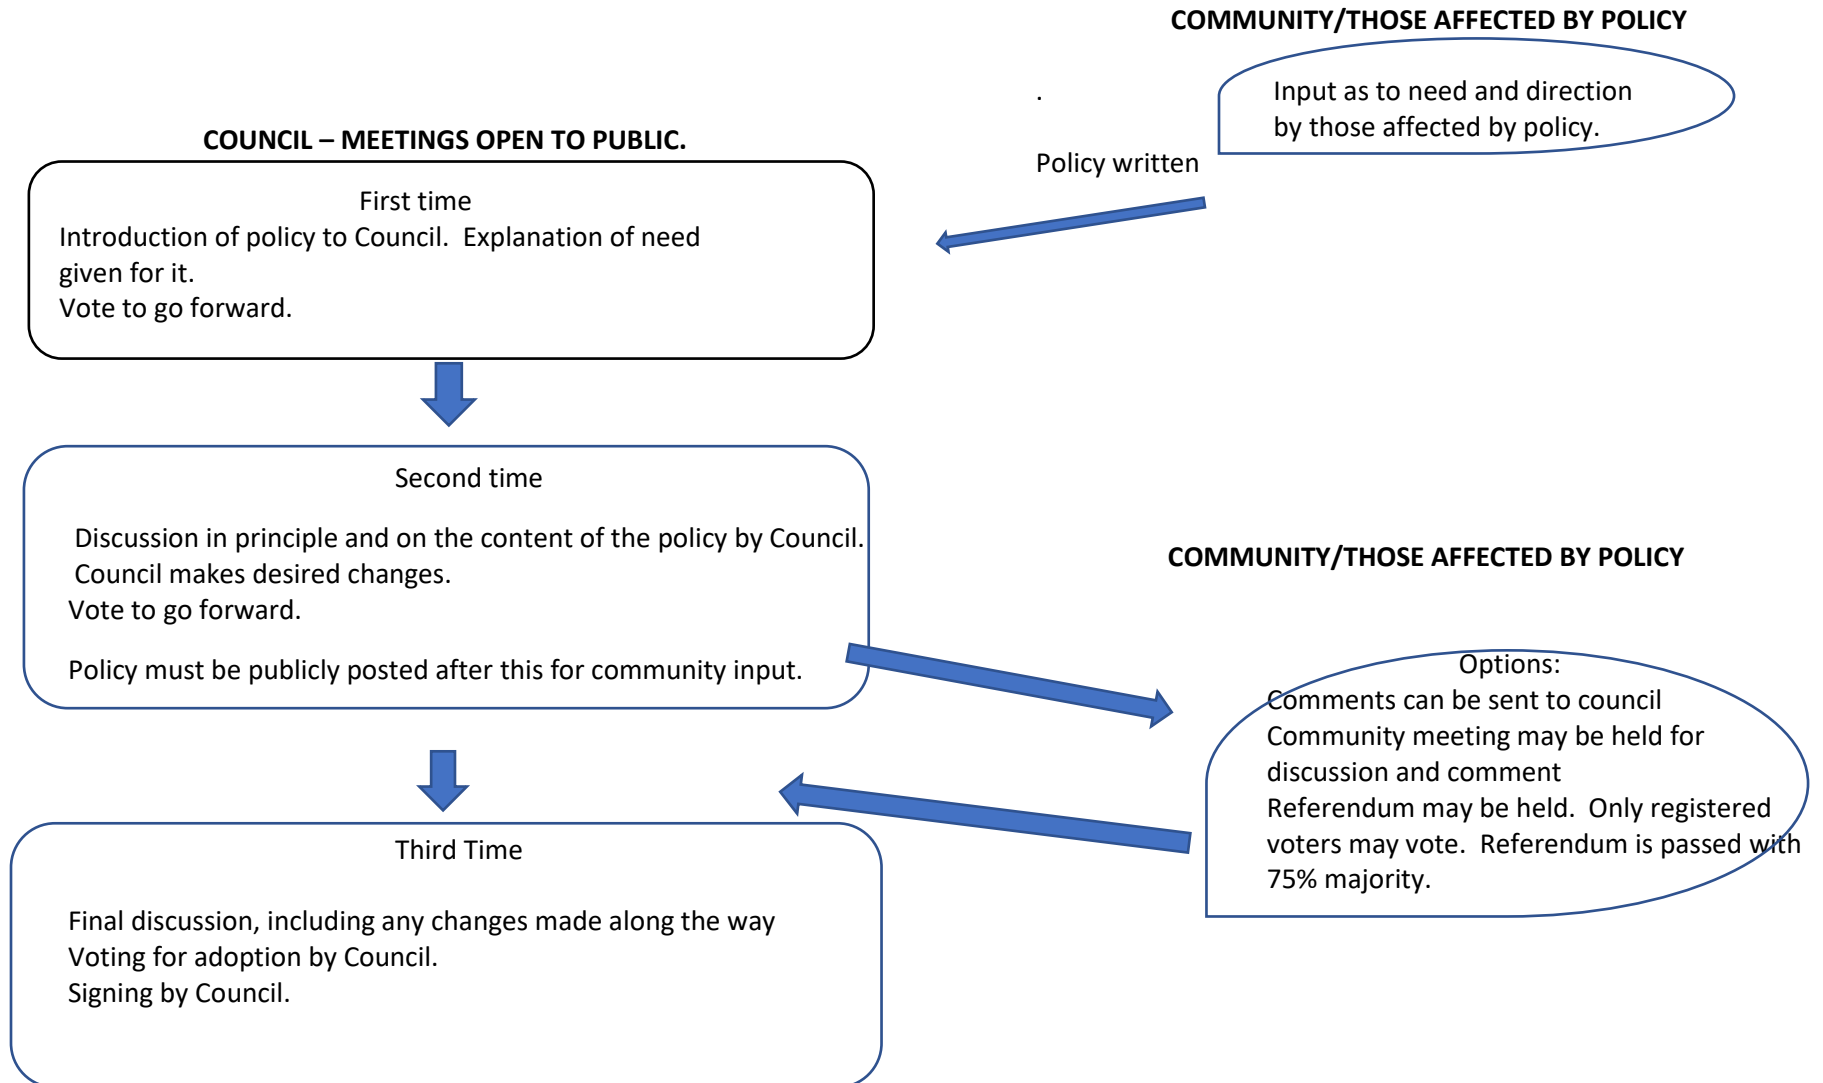 COMMUNITY/THOSE AFFECTED BY POLICY
Input as to need and direction
by those affected by policy.
.
Policy written
COUNCIL – MEETINGS OPEN TO PUBLIC.
First time
Introduction of policy to Council.  Explanation of need
given for it.
Vote to go forward.
Second time
Discussion in principle and on the content of the policy by Council.
Council makes desired changes.
Vote to go forward.
Policy must be publicly posted after this for community input.
COMMUNITY/THOSE AFFECTED BY POLICY
Options:
Comments can be sent to council
Community meeting may be held for
discussion and comment
Referendum may be held.  Only registered
voters may vote.  Referendum is passed with
75% majority.
Third Time
Final discussion, including any changes made along the way
Voting for adoption by Council.
Signing by Council.